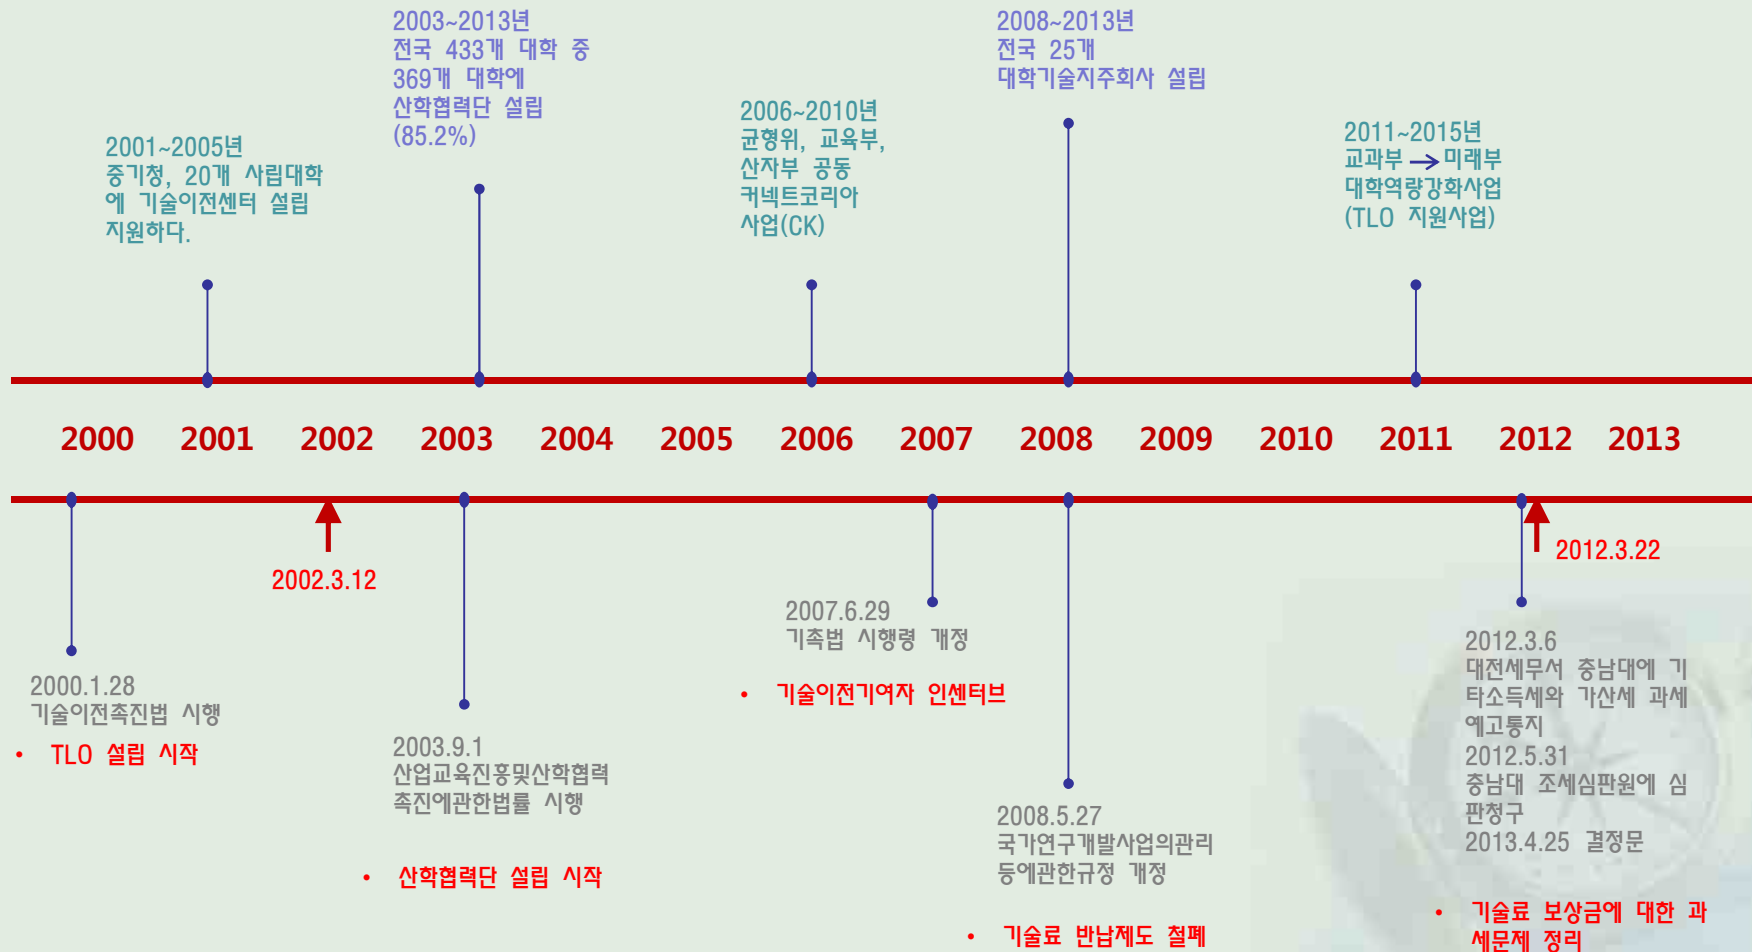 2003~2013년
전국 433개 대학 중
369개 대학에
산학협력단 설립
(85.2%)
2008~2013년
전국 25개
대학기술지주회사 설립
2001~2005년
중기청, 20개 사립대학
에 기술이전센터 설립
지원하다.
2006~2010년
균형위, 교육부,
산자부 공동
커넥트코리아
사업(CK)
2011~2015년
교과부 → 미래부
대학역량강화사업
(TLO 지원사업)
2000 2001 2002 2003 2004 2005 2006 2007 2008 2009 2010 2011 2012 2013
2002.3.12
2012.3.22
2000.1.28
기술이전촉진법 시행
• TLO 설립 시작
2003.9.1
산업교육진흥및산학협력
촉진에관한법률 시행
• 산학협력단 설립 시작
2007.6.29
기촉법 시행령 개정
• 기술이전기여자 인센터브
2008.5.27
국가연구개발사업의관리
등에관한규정 개정
• 기술료 반납제도 철폐
2012.3.6
대전세무서 충남대에 기
타소득세와 가산세 과세
예고통지
2012.5.31
충남대 조세심판원에 심
판청구
2013.4.25 결정문
• 기술료 보상금에 대한 과
세문제 정리